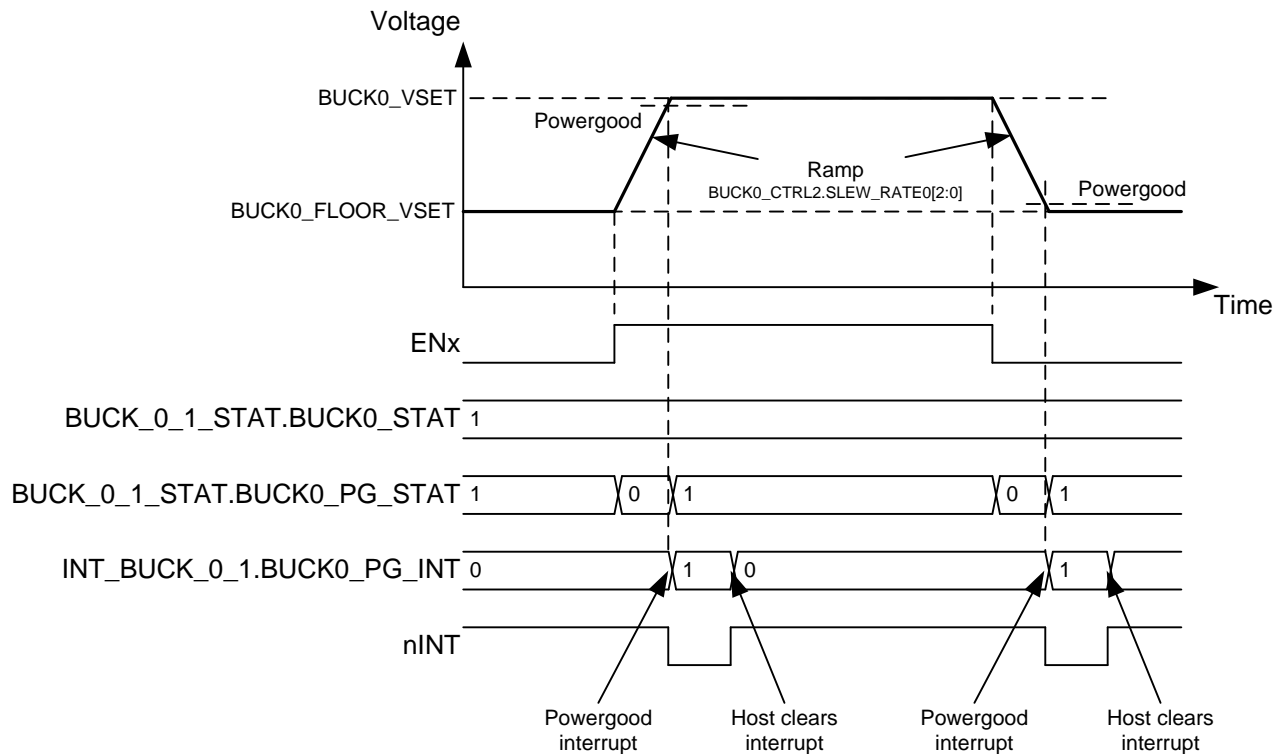 Voltage
BUCK0_VSET
Powergood
Ramp
BUCK0_CTRL2.SLEW_RATE0[2:0]
Powergood
BUCK0_FLOOR_VSET
Time
ENx
BUCK_0_1_STAT.BUCK0_STAT 1
BUCK_0_1_STAT.BUCK0_PG_STAT 1 0 1 0 1
INT_BUCK_0_1.BUCK0_PG_INT 0 1 0 1
nINT
Powergood
interrupt
Host clears
interrupt
Powergood
interrupt
Host clears
interrupt